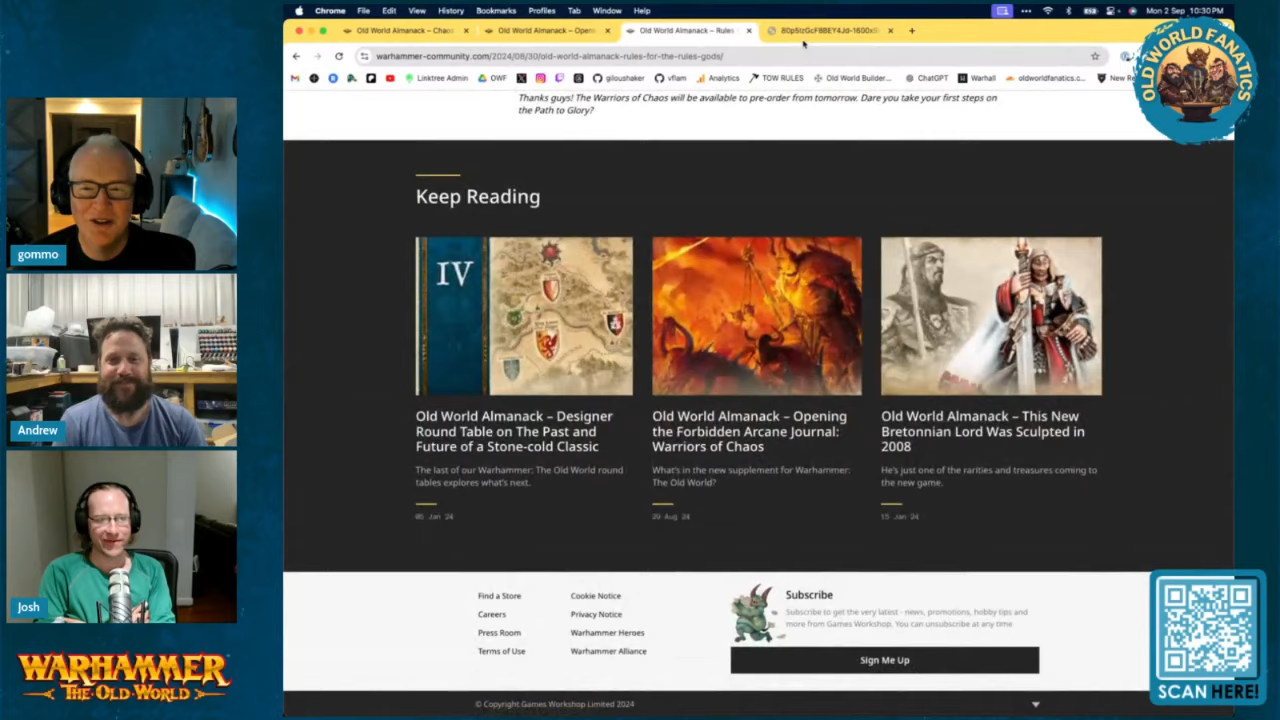 Chrome File Edit View History Bookmarks Profiles Tab Window Help
Mon 2 Sep 10:30PM
Old World Almanack – Chaos
Old World Almanack – Open
Old World Almanack – Rules
warhammer-community.com/2024/08/30/old-world-almanack-rules-for-the-rules-gods/
Linktree Admin
OWF
giloushaker
vflam
Analytics
TOW RULES
Old World Builder...
ChatGPT
Warhall
oldworldfanatics.c...
New Re
OLD WORLD FANATICS
Thanks guys! The Warriors of Chaos will be available to pre-order from tomorrow. Dare you take your first steps on
the Path to Glory?
Keep Reading
IV
Old World Almanack – Designer
Round Table on The Past and
Future of a Stone-cold Classic
The last of our Warhammer: The Old World round
tables explores what's next.
05 Jan 24
Old World Almanack – Opening
the Forbidden Arcane Journal:
Warriors of Chaos
What's in the new supplement for Warhammer:
The Old World?
29 Aug 24
Old World Almanack – This New
Bretonnian Lord Was Sculpted in
2008
He's just one of the rarities and treasures coming to
the new game.
15 Jan 24
Find a Store
Careers
Press Room
Terms of Use
Cookie Notice
Privacy Notice
Warhammer Heroes
Warhammer Alliance
Subscribe
Subscribe to get the very latest - news, promotions, hobby tips and
more from Games Workshop. You can unsubscribe at any time
Sign Me Up
© Copyright Games Workshop Limited 2024
gommo
Andrew
Josh
WARHAMMER
THE OLD WORLD
SCAN HERE!